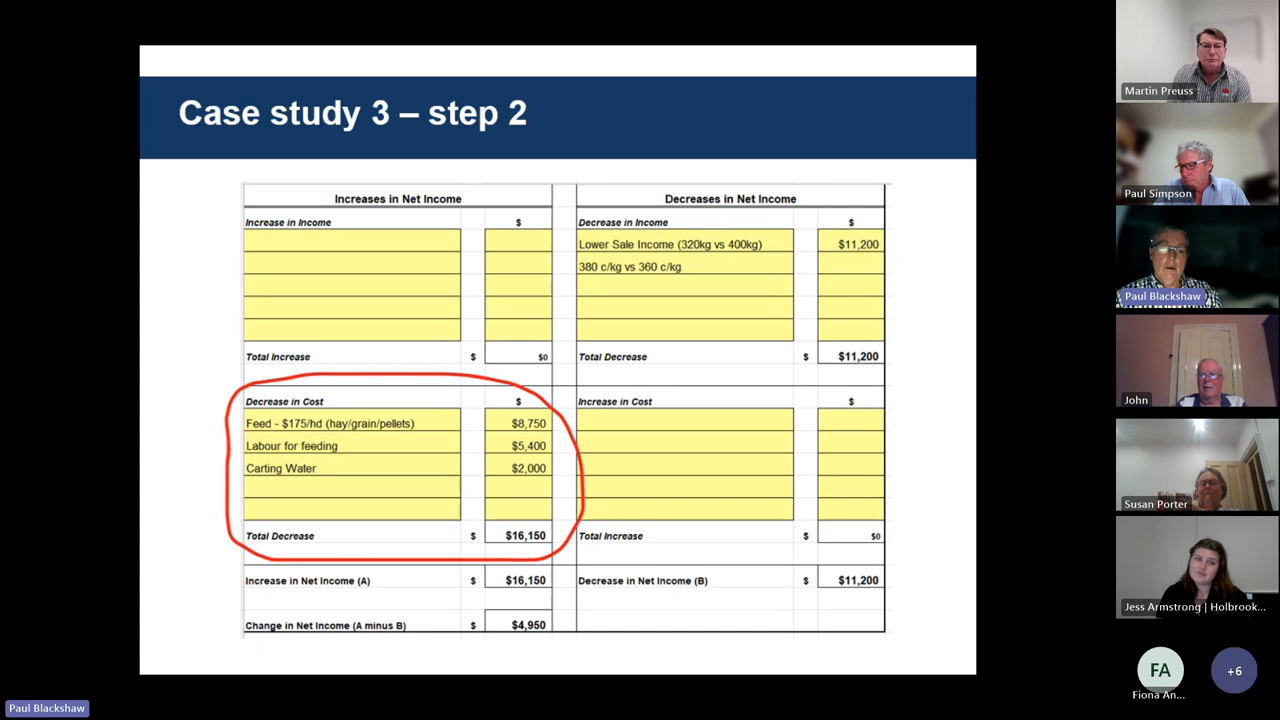 Case study 3 – step 2
Increases in Net Income
Decreases in Net Income
Increase in Income $
Decrease in Income $
Lower Sale Income (320kg vs 400kg) $11,200
380 c/kg vs 360 c/kg
Total Increase $ $0
Total Decrease $ $11,200
Decrease in Cost $
Increase in Cost $
Feed - $175/hd (hay/grain/pellets) $8,750
Labour for feeding $5,400
Carting Water $2,000
Total Decrease $ $16,150
Total Increase $ $0
Increase in Net Income (A) $ $16,150
Decrease in Net Income (B) $ $11,200
Change in Net Income (A minus B) $ $4,950
Martin Preuss
Paul Simpson
Paul Blackshaw
John
Susan Porter
Jess Armstrong | Holbrook...
FA
Fiona An...
+6
Paul Blackshaw